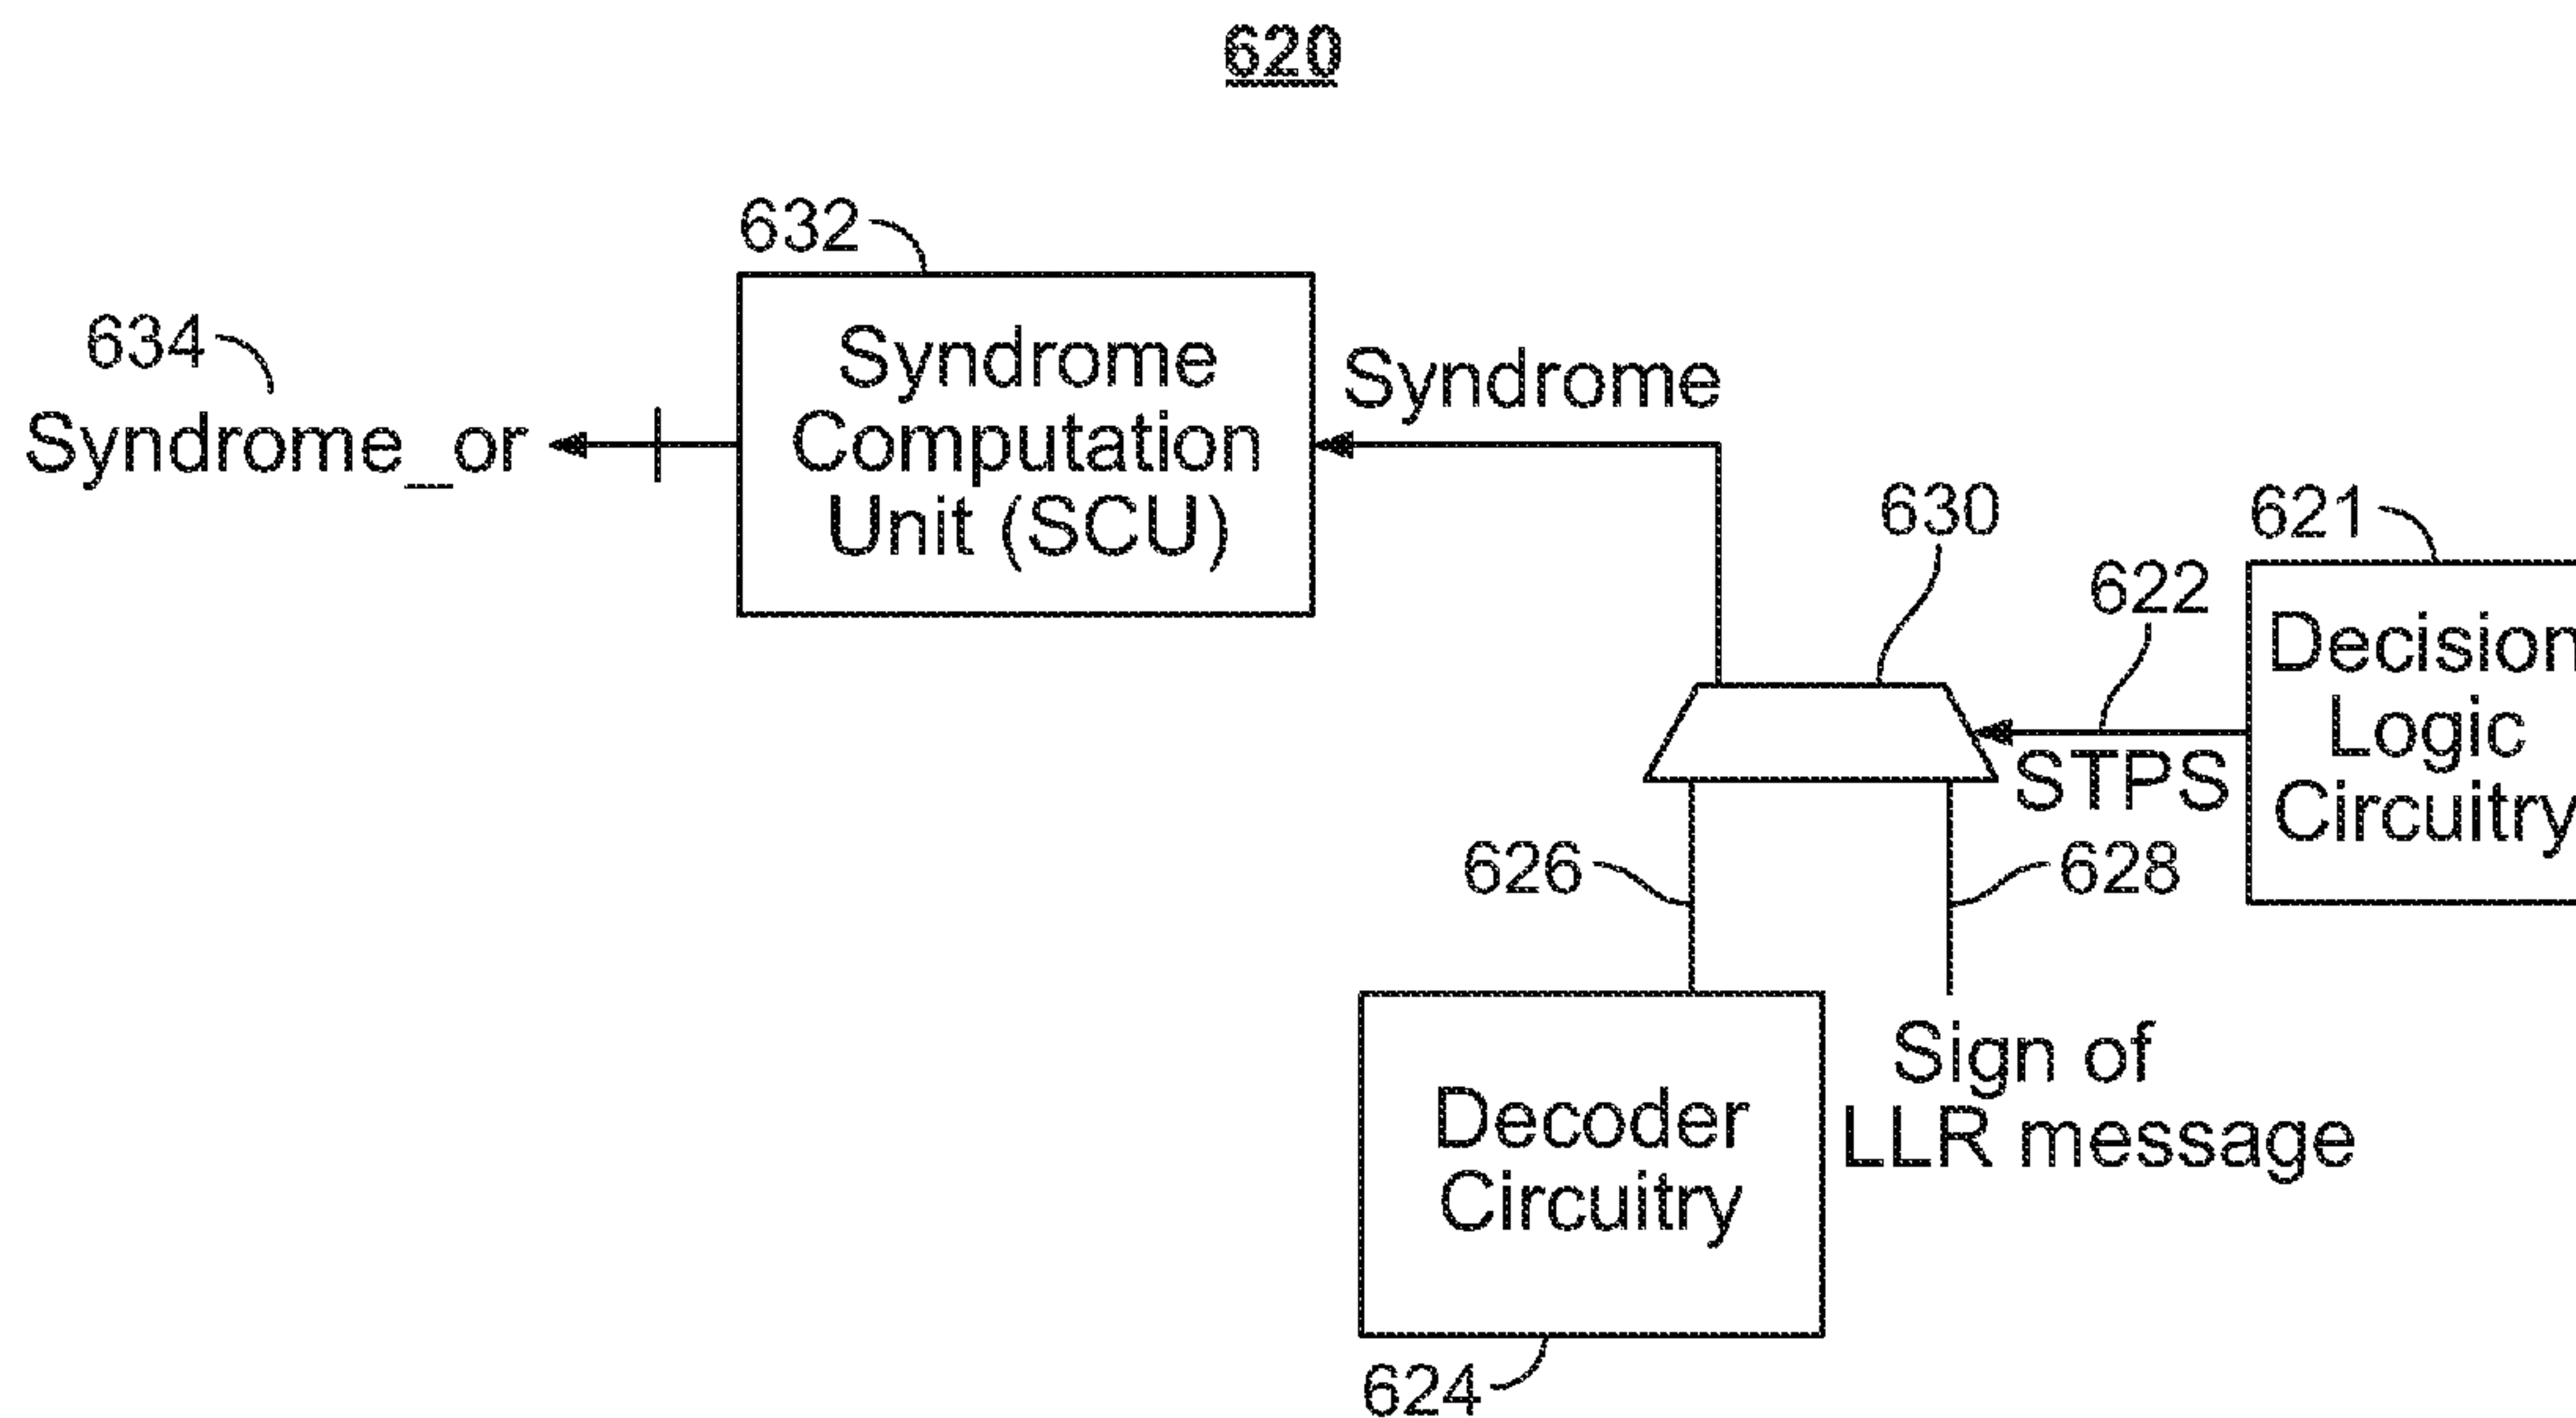 620
632
Syndrome
Computation
Unit (SCU)
634
Syndrome_or
Syndrome
630
621
622
Decision
Logic
Circuitry
STPS
626
628
Sign of
LLR message
Decoder
Circuitry
624